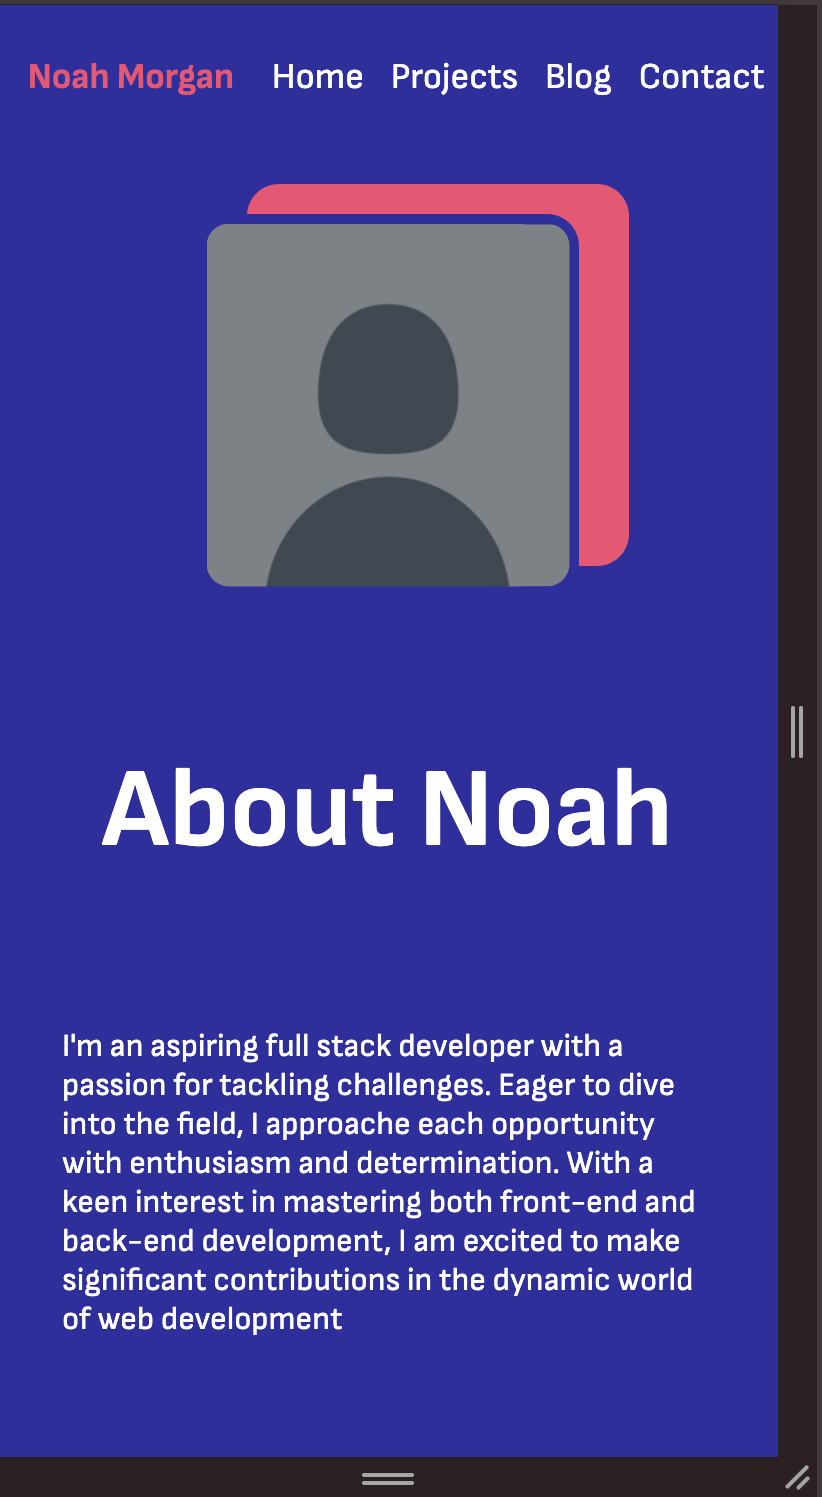 Noah Morgan Home Projects Blog Contact
About Noah
I'm an aspiring full stack developer with a
passion for tackling challenges. Eager to dive
into the field, I approache each opportunity
with enthusiasm and determination. With a
keen interest in mastering both front-end and
back-end development, I am excited to make
significant contributions in the dynamic world
of web development